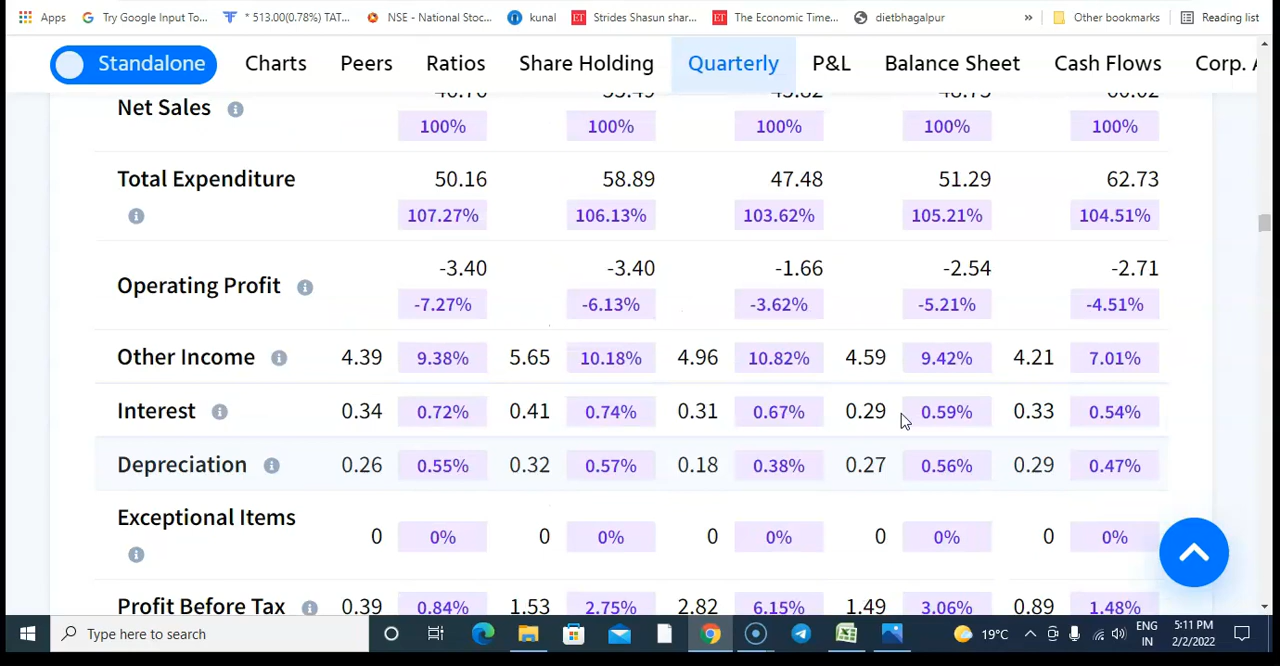 Apps Try Google Input To... * 513.00(0.78%) TAT... NSE - National Stoc... kunal ET Strides Shasun shar... ET The Economic Time... dietbhagalpur » Other bookmarks Reading list
Standalone Charts Peers Ratios Share Holding Quarterly P&L Balance Sheet Cash Flows Corp. A
Net Sales
100% 100% 100% 100% 100%
Total Expenditure 50.16 58.89 47.48 51.29 62.73
107.27% 106.13% 103.62% 105.21% 104.51%
-3.40 -3.40 -1.66 -2.54 -2.71
Operating Profit
-7.27% -6.13% -3.62% -5.21% -4.51%
Other Income 4.39 9.38% 5.65 10.18% 4.96 10.82% 4.59 9.42% 4.21 7.01%
Interest 0.34 0.72% 0.41 0.74% 0.31 0.67% 0.29 0.59% 0.33 0.54%
Depreciation 0.26 0.55% 0.32 0.57% 0.18 0.38% 0.27 0.56% 0.29 0.47%
Exceptional Items
0 0% 0 0% 0 0% 0 0% 0 0%
Profit Before Tax 0.39 0.84% 1.53 2.75% 2.82 6.15% 1.49 3.06% 0.89 1.48%
Type here to search 19°C ENG IN 5:11 PM 2/2/2022